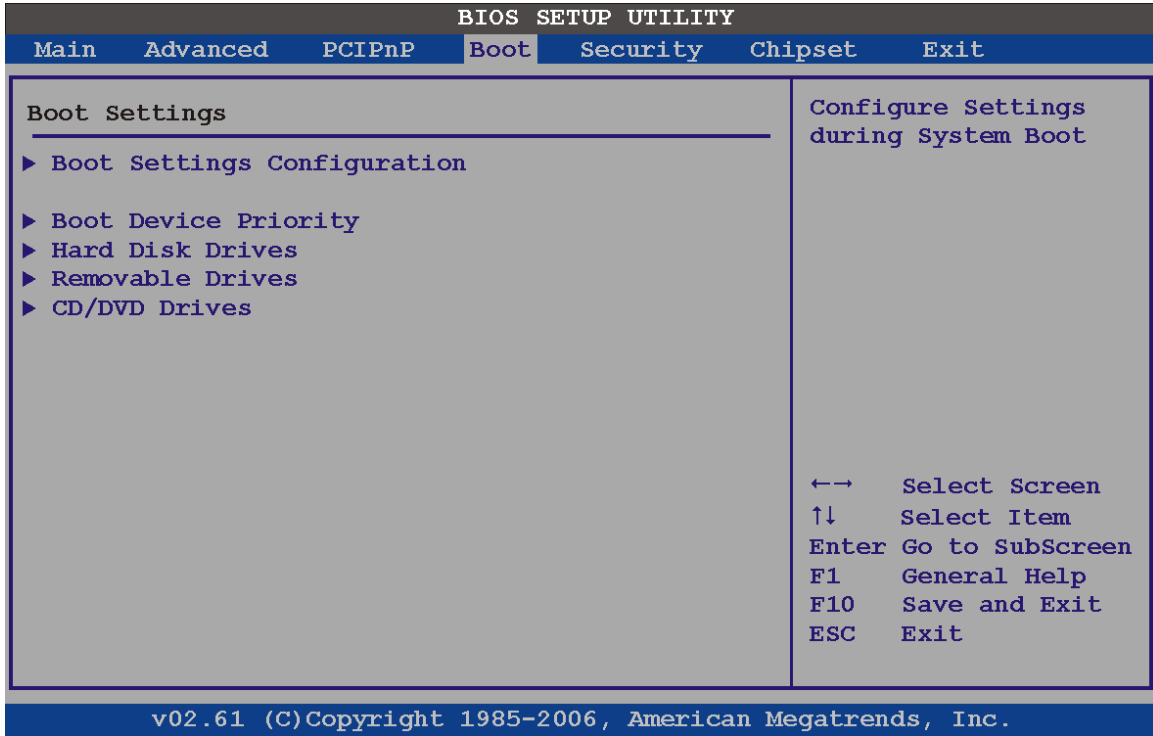 BIOS SETUP UTILITY
Main Advanced PCIPnP Boot Security Chipset Exit
Boot Settings
▶ Boot Settings Configuration
▶ Boot Device Priority
▶ Hard Disk Drives
▶ Removable Drives
▶ CD/DVD Drives
Configure Settings
during System Boot
←→ Select Screen
↑↓ Select Item
Enter Go to SubScreen
F1 General Help
F10 Save and Exit
ESC Exit
v02.61 (C)Copyright 1985-2006, American Megatrends, Inc.